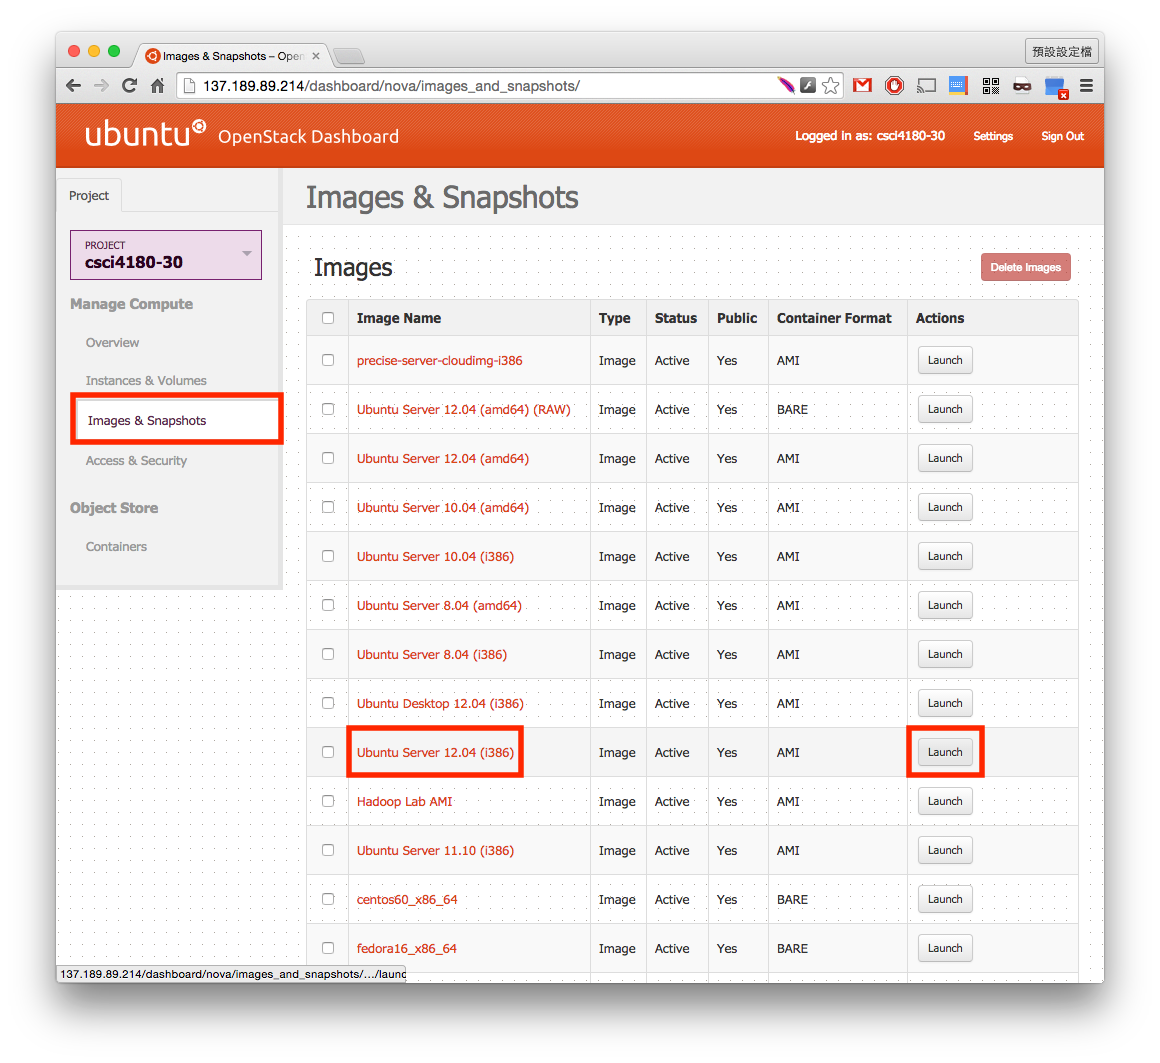 Images & Snapshots – Open
預設設定檔
137.189.89.214/dashboard/nova/images_and_snapshots/
ubuntu OpenStack Dashboard
Logged in as: csci4180-30 Settings Sign Out
Project
PROJECT
csci4180-30
Manage Compute
Overview
Instances & Volumes
Images & Snapshots
Access & Security
Object Store
Containers
Images & Snapshots
Images
Delete Images
Image Name Type Status Public Container Format Actions
precise-server-cloudimg-i386 Image Active Yes AMI Launch
Ubuntu Server 12.04 (amd64) (RAW) Image Active Yes BARE Launch
Ubuntu Server 12.04 (amd64) Image Active Yes AMI Launch
Ubuntu Server 10.04 (amd64) Image Active Yes AMI Launch
Ubuntu Server 10.04 (i386) Image Active Yes AMI Launch
Ubuntu Server 8.04 (amd64) Image Active Yes AMI Launch
Ubuntu Server 8.04 (i386) Image Active Yes AMI Launch
Ubuntu Desktop 12.04 (i386) Image Active Yes AMI Launch
Ubuntu Server 12.04 (i386) Image Active Yes AMI Launch
Hadoop Lab AMI Image Active Yes AMI Launch
Ubuntu Server 11.10 (i386) Image Active Yes AMI Launch
centos60_x86_64 Image Active Yes BARE Launch
fedora16_x86_64 Image Active Yes BARE Launch
137.189.89.214/dashboard/nova/images_and_snapshots/.../launc